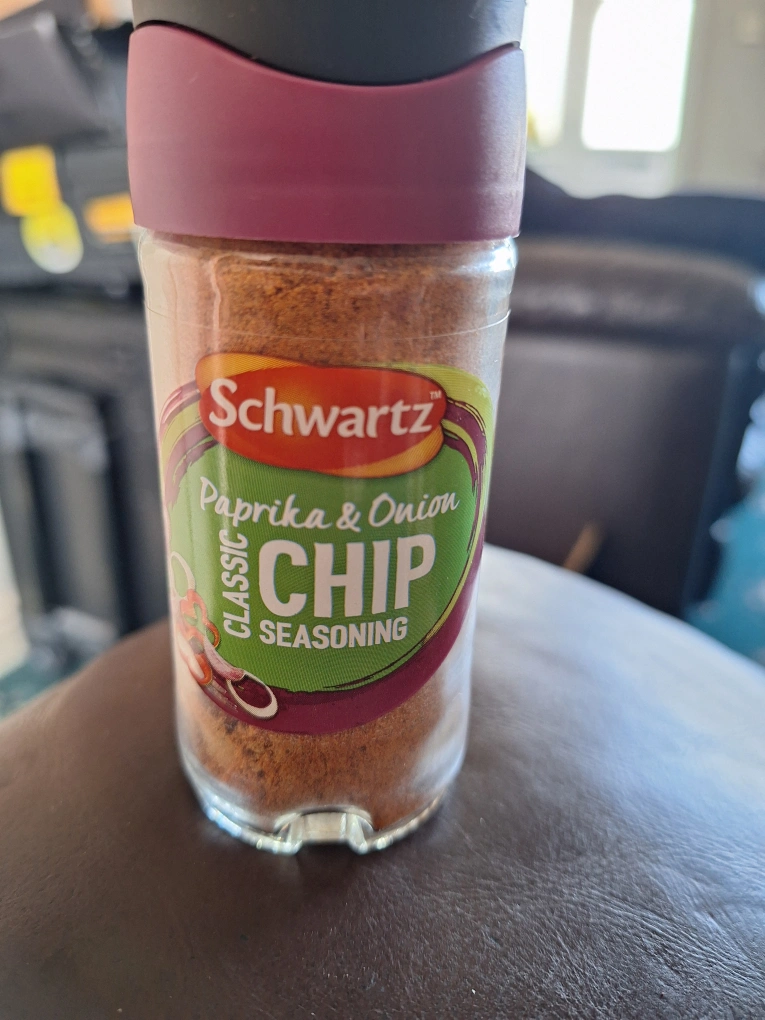 Schwartz™
Paprika & Onion
CLASSIC
CHIP
SEASONING